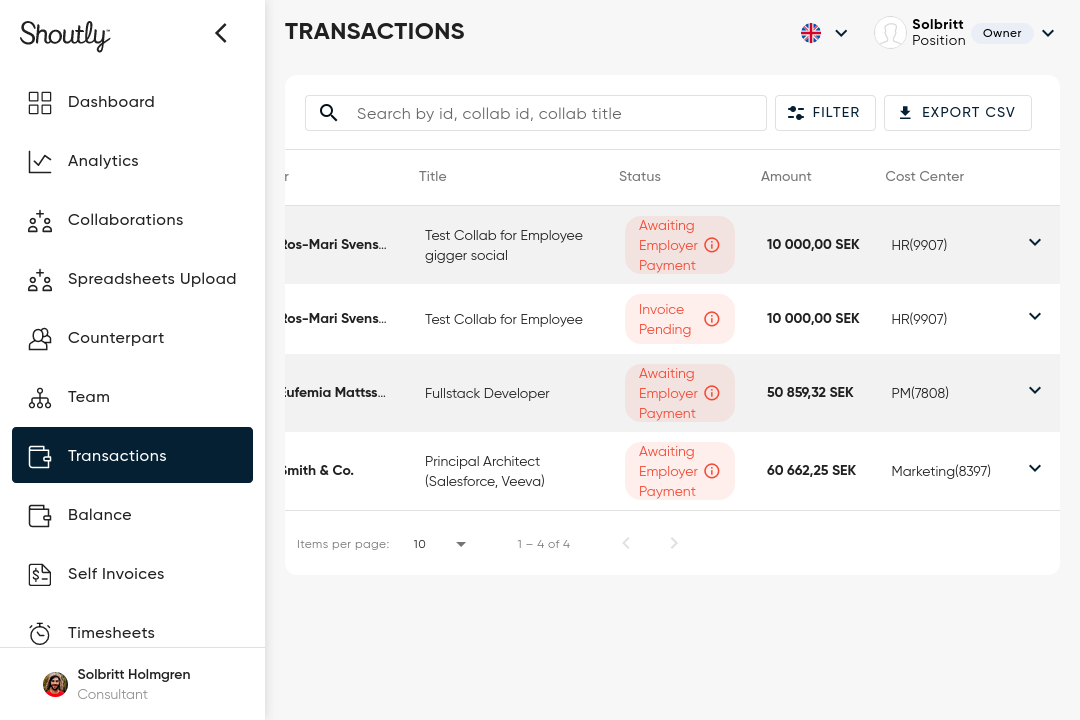 Shoutly
TRANSACTIONS
Solbritt
Position
Owner
Dashboard
Analytics
Collaborations
Spreadsheets Upload
Counterpart
Team
Transactions
Balance
Self Invoices
Timesheets
Solbritt Holmgren
Consultant
Search by id, collab id, collab title
FILTER
EXPORT CSV
r Title Status Amount Cost Center
Ros-Mari Svens...
Test Collab for Employee
gigger social
Awaiting
Employer
Payment
10 000,00 SEK
HR(9907)
Ros-Mari Svens...
Test Collab for Employee
Invoice
Pending
10 000,00 SEK
HR(9907)
Eufemia Mattss...
Fullstack Developer
Awaiting
Employer
Payment
50 859,32 SEK
PM(7808)
Smith & Co.
Principal Architect
(Salesforce, Veeva)
Awaiting
Employer
Payment
60 662,25 SEK
Marketing(8397)
Items per page: 10 1 – 4 of 4